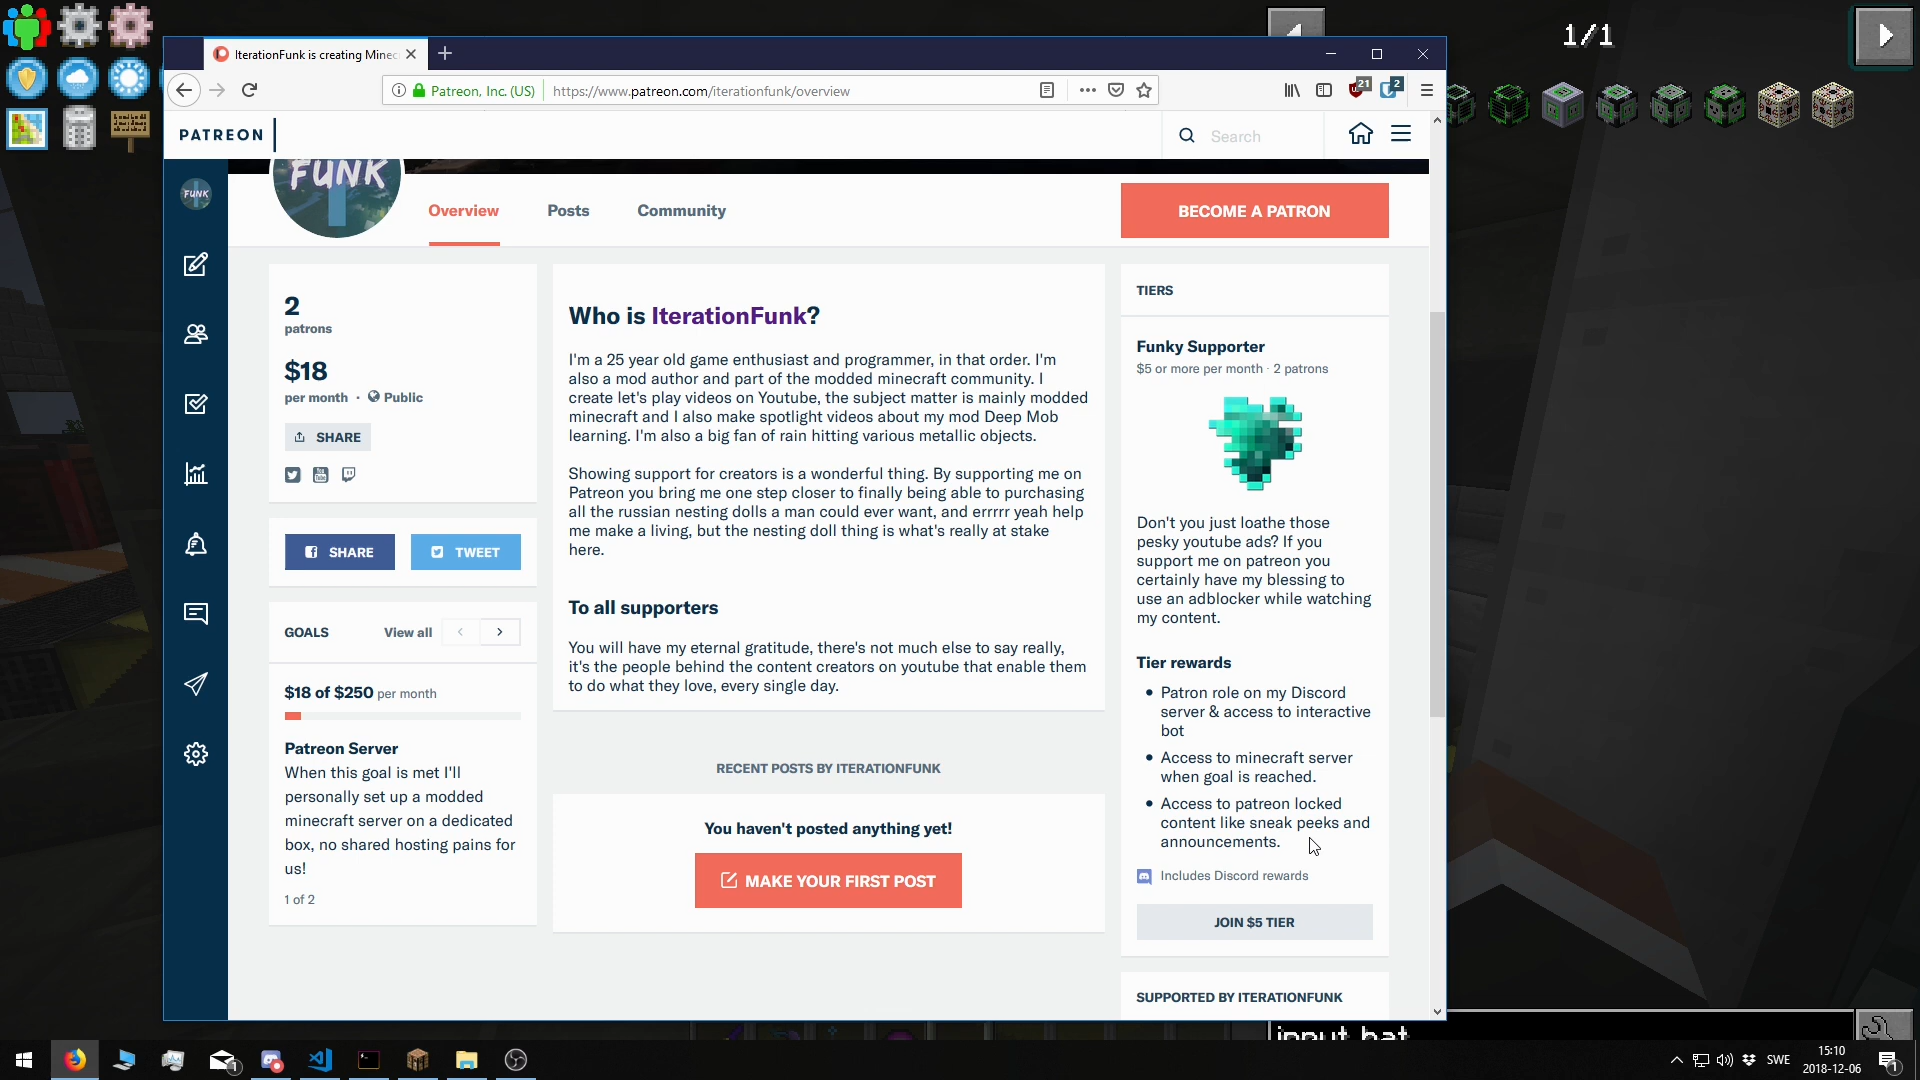 1/1
IterationFunk is creating Minec
Patreon, Inc. (US)
https://www.patreon.com/iterationfunk/overview
21
2
PATREON
Search
FUNK
FUNK
Overview
Posts
Community
BECOME A PATRON
2
patrons
$18
per month · Public
SHARE
SHARE
TWEET
GOALS
View all
$18 of $250 per month
Patreon Server
When this goal is met I'll
personally set up a modded
minecraft server on a dedicated
box, no shared hosting pains for
us!
1 of 2
Who is IterationFunk?
I'm a 25 year old game enthusiast and programmer, in that order. I'm
also a mod author and part of the modded minecraft community. I
create let's play videos on Youtube, the subject matter is mainly modded
minecraft and I also make spotlight videos about my mod Deep Mob
learning. I'm also a big fan of rain hitting various metallic objects.
Showing support for creators is a wonderful thing. By supporting me on
Patreon you bring me one step closer to finally being able to purchasing
all the russian nesting dolls a man could ever want, and errrrr yeah help
me make a living, but the nesting doll thing is what's really at stake
here.
To all supporters
You will have my eternal gratitude, there's not much else to say really,
it's the people behind the content creators on youtube that enable them
to do what they love, every single day.
RECENT POSTS BY ITERATIONFUNK
You haven't posted anything yet!
MAKE YOUR FIRST POST
TIERS
Funky Supporter
$5 or more per month · 2 patrons
Don't you just loathe those
pesky youtube ads? If you
support me on patreon you
certainly have my blessing to
use an adblocker while watching
my content.
Tier rewards
• Patron role on my Discord
server & access to interactive
bot
• Access to minecraft server
when goal is reached.
• Access to patreon locked
content like sneak peeks and
announcements.
Includes Discord rewards
JOIN $5 TIER
SUPPORTED BY ITERATIONFUNK
input hat
1
SWE
15:10
2018-12-06
1